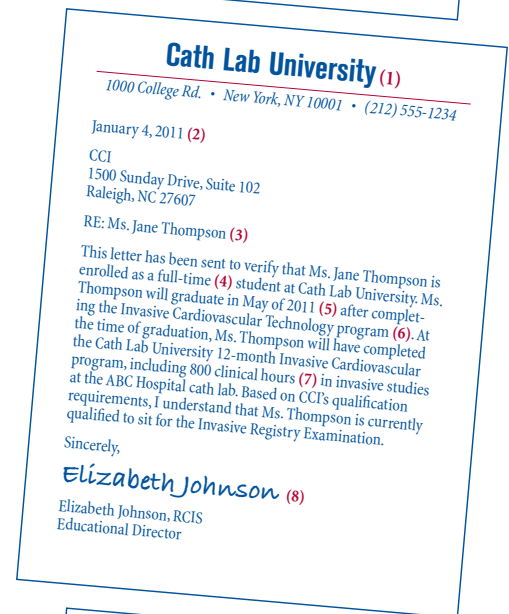 Cath Lab University (1)
1000 College Rd. • New York, NY 10001 • (212) 555-1234
January 4, 2011 (2)
CCI
1500 Sunday Drive, Suite 102
Raleigh, NC 27607
RE: Ms. Jane Thompson (3)
This letter has been sent to verify that Ms. Jane Thompson is
enrolled as a full-time (4) student at Cath Lab University. Ms.
Thompson will graduate in May of 2011 (5) after complet-
ing the Invasive Cardiovascular Technology program (6). At
the time of graduation, Ms. Thompson will have completed
the Cath Lab University 12-month Invasive Cardiovascular
program, including 800 clinical hours (7) in invasive studies
at the ABC Hospital cath lab. Based on CCI's qualification
requirements, I understand that Ms. Thompson is currently
qualified to sit for the Invasive Registry Examination.
Sincerely,
Elizabeth Johnson (8)
Elizabeth Johnson, RCIS
Educational Director